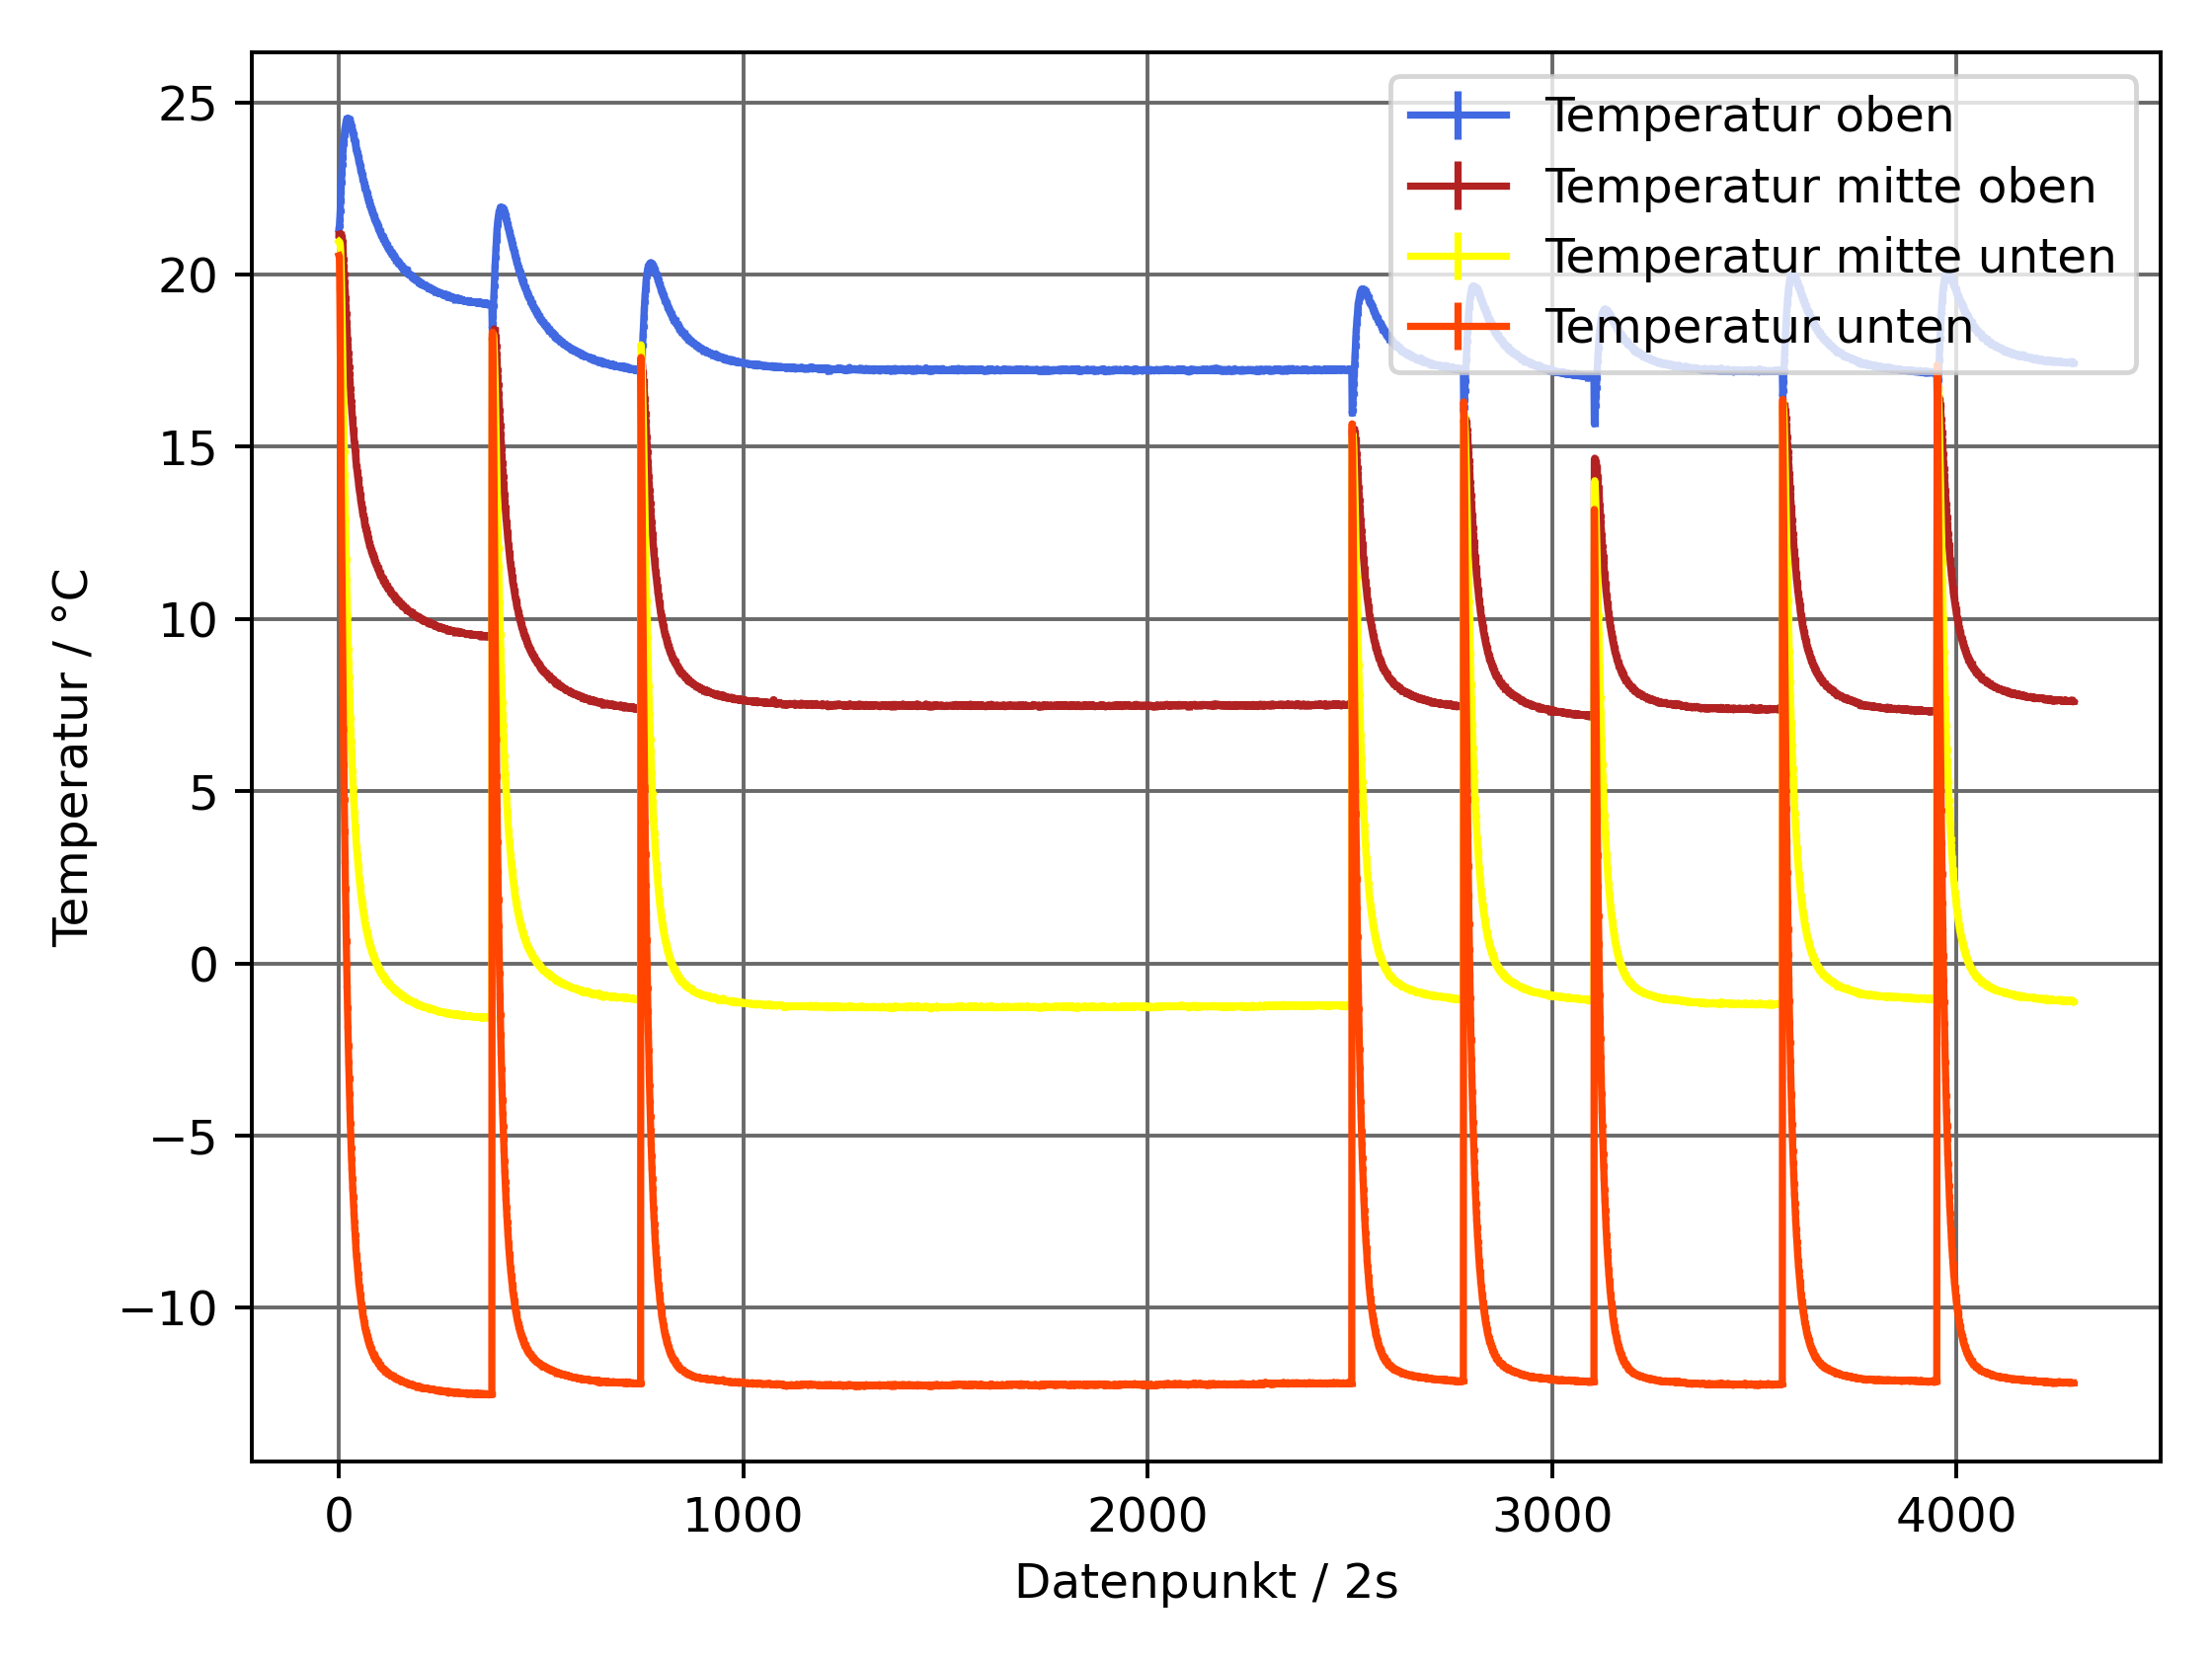 25
20
15
10
5
0
−5
−10
Temperatur / °C
Temperatur oben
Temperatur mitte oben
Temperatur mitte unten
Temperatur unten
0
1000
2000
3000
4000
Datenpunkt / 2s